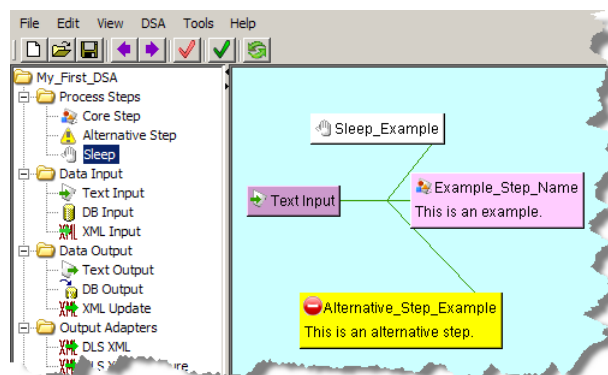 File Edit View DSA Tools Help
My_First_DSA
Process Steps
Core Step
Alternative Step
Sleep
Data Input
Text Input
DB Input
XML Input
Data Output
Text Output
DB Output
XML Update
Output Adapters
DLS XML
Sleep_Example
Text Input
Example_Step_Name
This is an example.
Alternative_Step_Example
This is an alternative step.